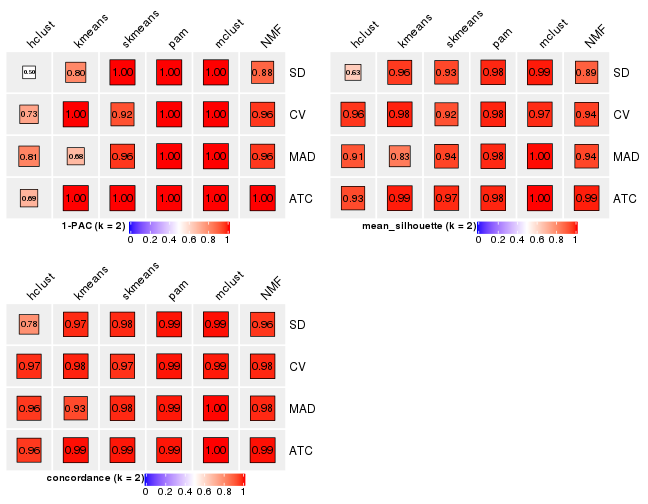 hclust kmeans skmeans pam mclust NMF
0.50 0.80 1.00 1.00 1.00 0.88 SD
0.73 1.00 0.92 1.00 1.00 0.96 CV
0.81 0.68 0.96 1.00 1.00 0.96 MAD
0.69 1.00 1.00 1.00 1.00 1.00 ATC
1-PAC (k = 2)
0 0.2 0.4 0.6 0.8 1
hclust kmeans skmeans pam mclust NMF
0.63 0.96 0.93 0.98 0.99 0.89 SD
0.96 0.98 0.92 0.98 0.97 0.94 CV
0.91 0.83 0.94 0.98 1.00 0.94 MAD
0.93 0.99 0.97 0.98 1.00 0.99 ATC
mean_silhouette (k = 2)
0 0.2 0.4 0.6 0.8 1
hclust kmeans skmeans pam mclust NMF
0.78 0.97 0.98 0.99 0.99 0.96 SD
0.97 0.98 0.97 0.99 0.99 0.98 CV
0.96 0.93 0.98 0.99 1.00 0.98 MAD
0.96 0.99 0.99 0.99 1.00 0.99 ATC
concordance (k = 2)
0 0.2 0.4 0.6 0.8 1